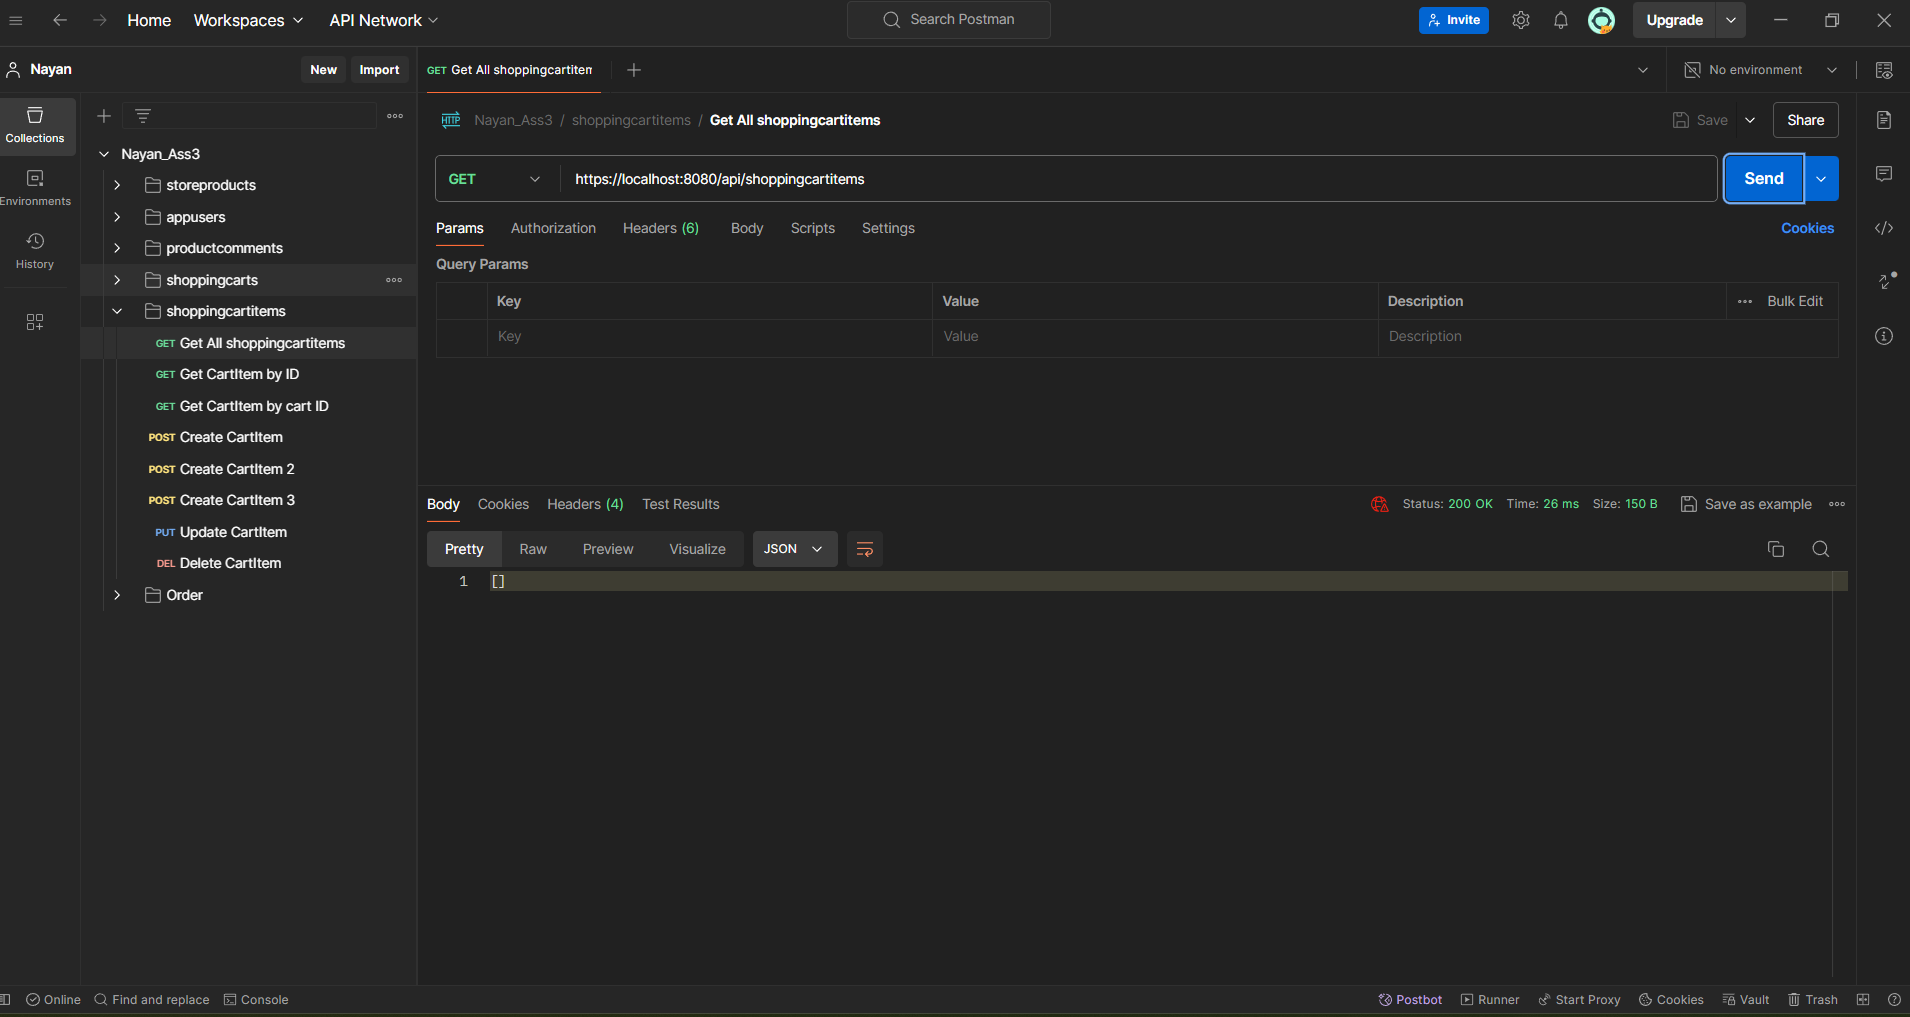 Home Workspaces API Network Search Postman Invite Upgrade
Nayan New Import GET Get All shoppingcartiten No environment
Collections
Environments
History
Nayan_Ass3
storeproducts
appusers
productcomments
shoppingcarts
shoppingcartitems
GET Get All shoppingcartitems
GET Get CartItem by ID
GET Get CartItem by cart ID
POST Create CartItem
POST Create CartItem 2
POST Create CartItem 3
PUT Update CartItem
DEL Delete CartItem
Order
HTTP Nayan_Ass3 / shoppingcartitems / Get All shoppingcartitems Save Share
GET https://localhost:8080/api/shoppingcartitems Send
Params Authorization Headers (6) Body Scripts Settings Cookies
Query Params
Key Value Description Bulk Edit
Key Value Description
Body Cookies Headers (4) Test Results Status: 200 OK Time: 26 ms Size: 150 B Save as example
Pretty Raw Preview Visualize JSON
1 []
Online Find and replace Console Postbot Runner Start Proxy Cookies Vault Trash